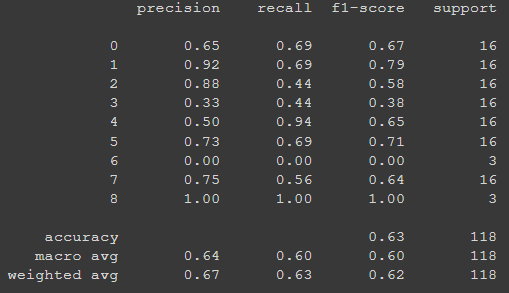 precision recall f1-score support
0 0.65 0.69 0.67 16
1 0.92 0.69 0.79 16
2 0.88 0.44 0.58 16
3 0.33 0.44 0.38 16
4 0.50 0.94 0.65 16
5 0.73 0.69 0.71 16
6 0.00 0.00 0.00 3
7 0.75 0.56 0.64 16
8 1.00 1.00 1.00 3
accuracy 0.63 118
macro avg 0.64 0.60 0.60 118
weighted avg 0.67 0.63 0.62 118